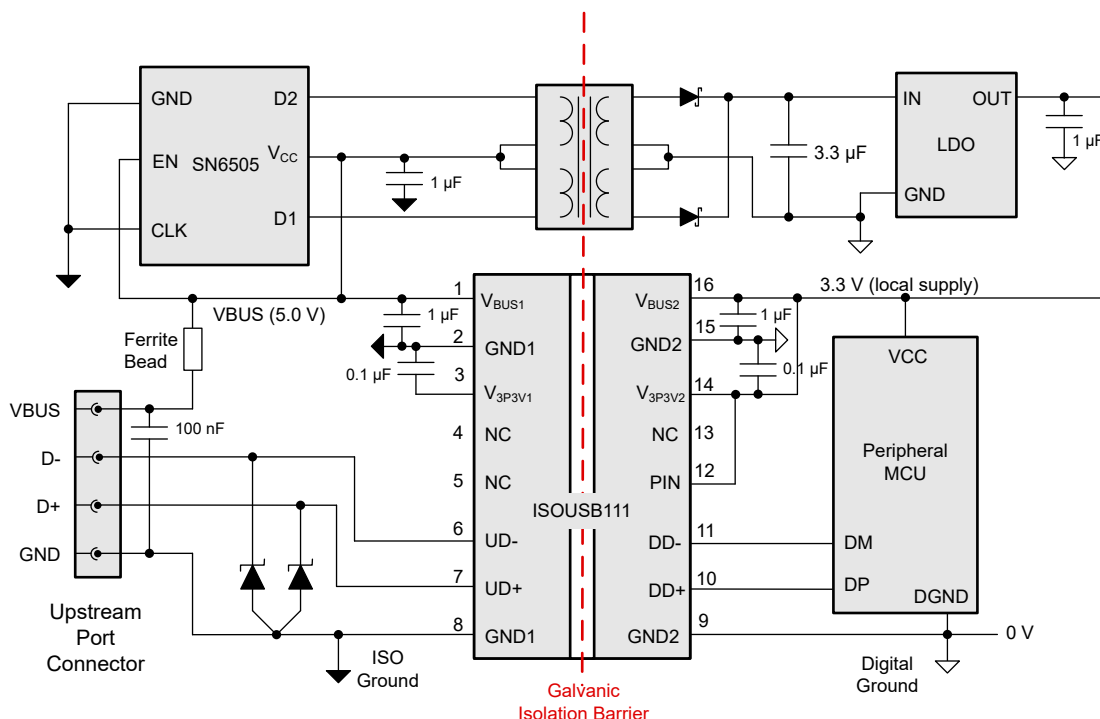 GND
D2
EN
SN6505
VCC
D1
CLK
1 µF
3.3 µF
IN
OUT
LDO
GND
1 µF
VBUS (5.0 V)
Ferrite
Bead
1 µF
0.1 µF
VBUS
D-
D+
GND
100 nF
Upstream
Port
Connector
ISO
Ground
1
2
3
4
5
6
7
8
VBUS1
GND1
V3P3V1
NC
NC
UD-
UD+
GND1
ISOUSB111
VBUS2
GND2
V3P3V2
NC
PIN
DD-
DD+
GND2
16
15
14
13
12
11
10
9
1 µF
0.1 µF
3.3 V (local supply)
VCC
Peripheral
MCU
DM
DP
DGND
0 V
Digital
Ground
Galvanic
Isolation Barrier